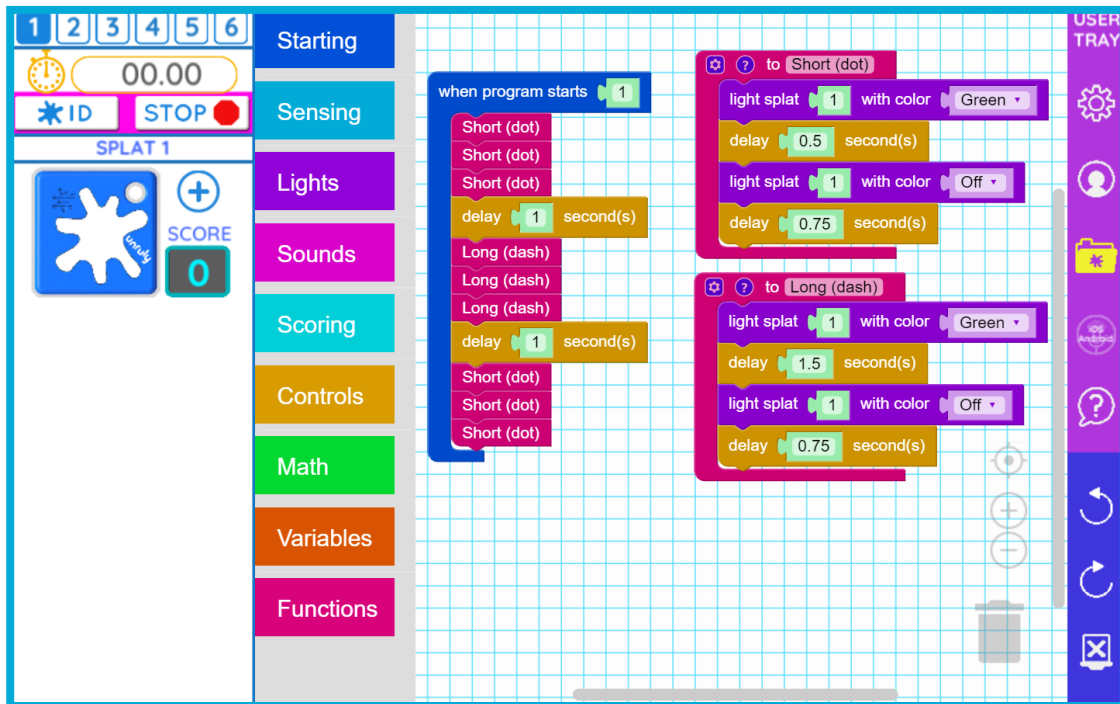 1 2 3 4 5 6
00.00
ID STOP
SPLAT 1
unruly
SCORE
0
Starting
Sensing
Lights
Sounds
Scoring
Controls
Math
Variables
Functions
when program starts 1
Short (dot)
Short (dot)
Short (dot)
delay 1 second(s)
Long (dash)
Long (dash)
Long (dash)
delay 1 second(s)
Short (dot)
Short (dot)
Short (dot)
? to Short (dot)
light splat 1 with color Green
delay 0.5 second(s)
light splat 1 with color Off
delay 0.75 second(s)
? to Long (dash)
light splat 1 with color Green
delay 1.5 second(s)
light splat 1 with color Off
delay 0.75 second(s)
USER
TRAY
iOS
Android
?